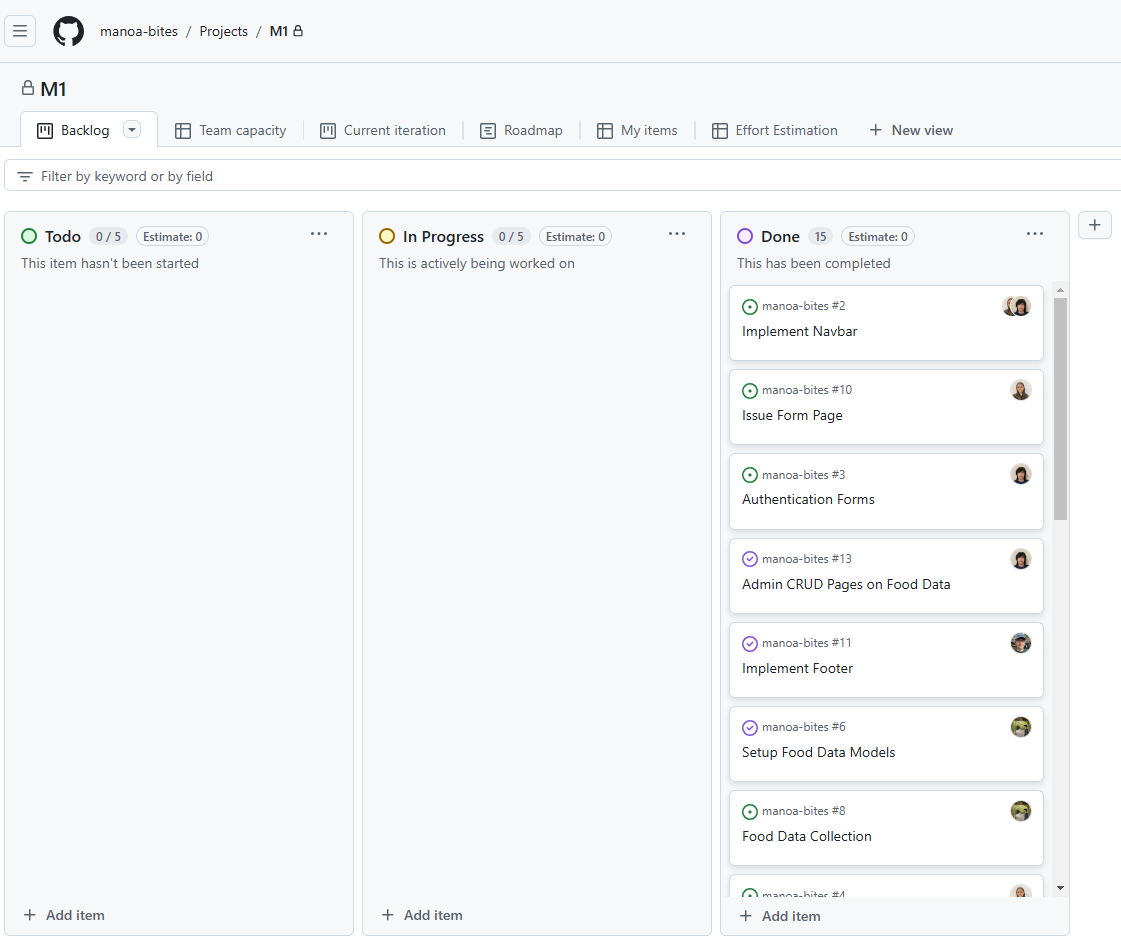 manoa-bites / Projects / M1
M1
Backlog Team capacity Current iteration Roadmap My items Effort Estimation New view
Filter by keyword or by field
Todo 0 / 5 Estimate: 0
This item hasn't been started
Add item
In Progress 0 / 5 Estimate: 0
This is actively being worked on
Add item
Done 15 Estimate: 0
This has been completed
manoa-bites #2
Implement Navbar
manoa-bites #10
Issue Form Page
manoa-bites #3
Authentication Forms
manoa-bites #13
Admin CRUD Pages on Food Data
manoa-bites #11
Implement Footer
manoa-bites #6
Setup Food Data Models
manoa-bites #8
Food Data Collection
manoa-bites #4
Add item